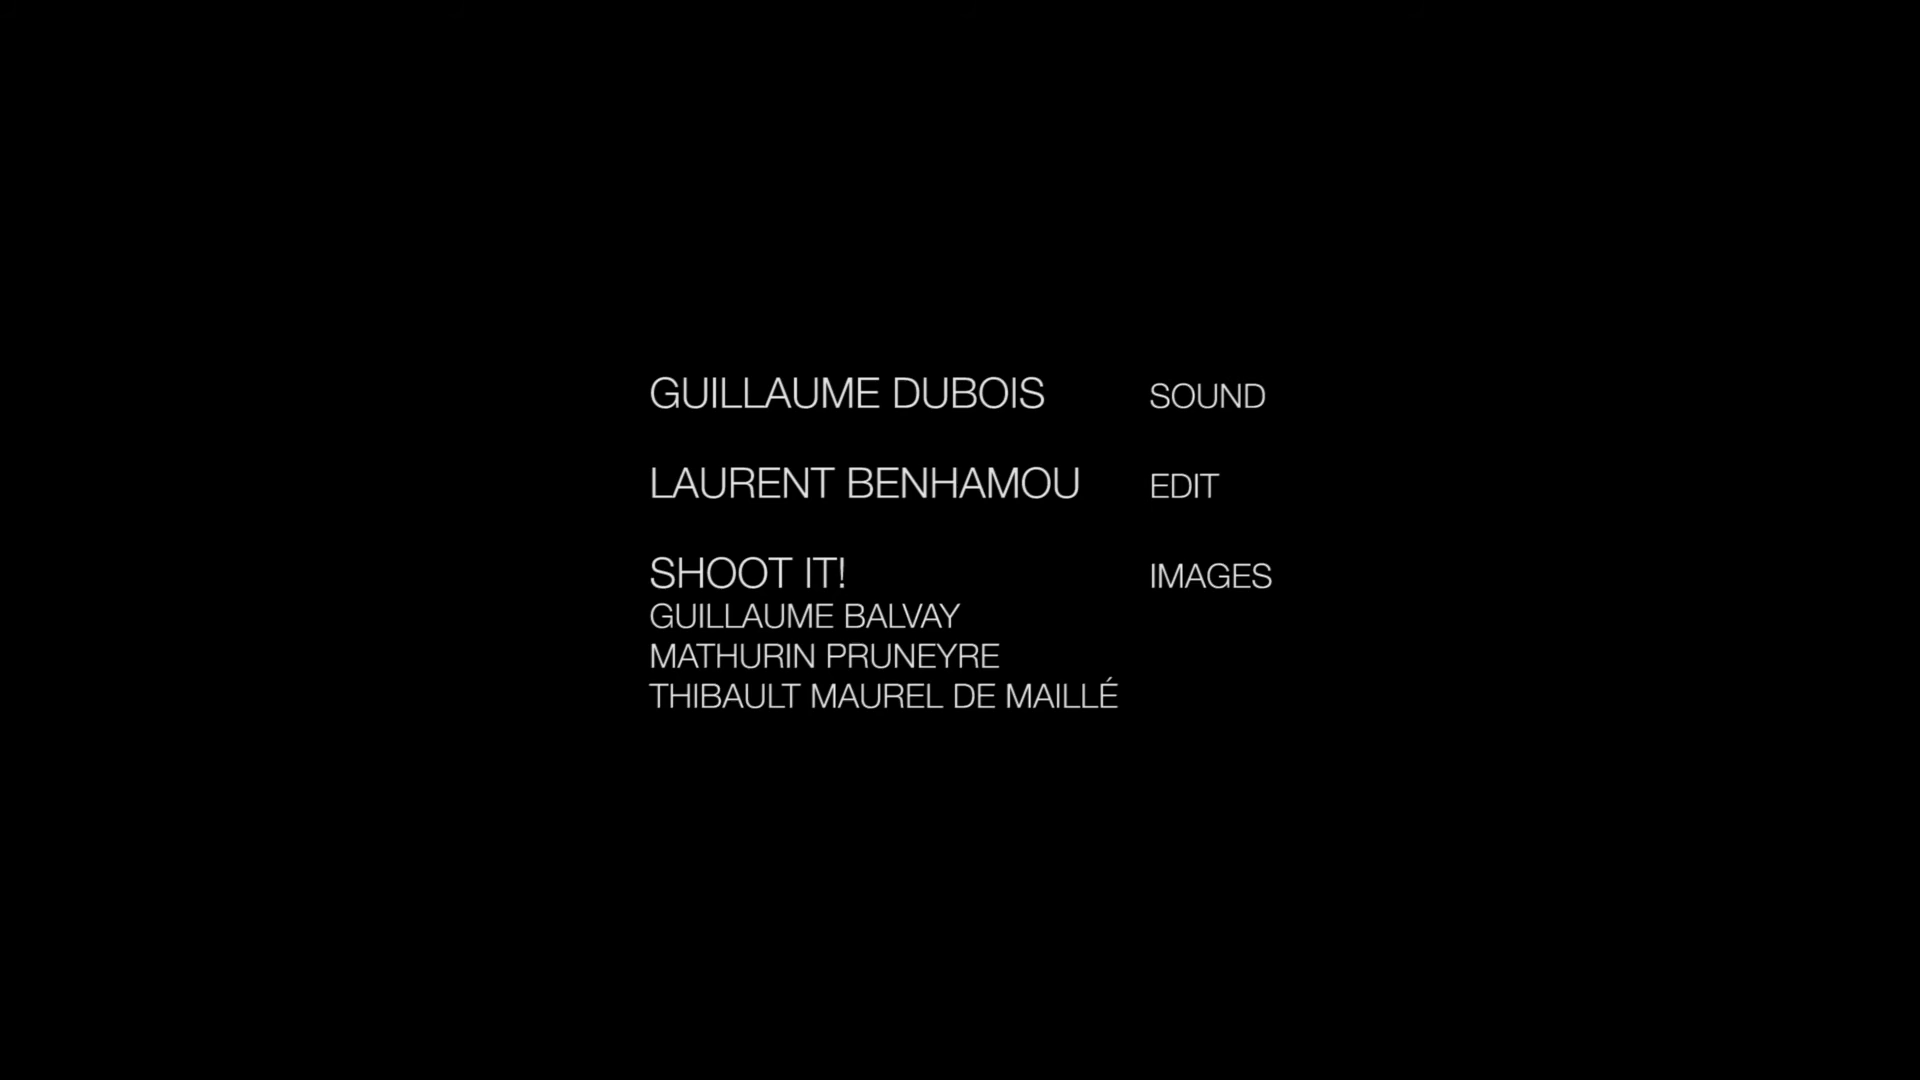 GUILLAUME DUBOIS SOUND
LAURENT BENHAMOU EDIT
SHOOT IT! IMAGES
GUILLAUME BALVAY
MATHURIN PRUNEYRE
THIBAULT MAUREL DE MAILLÉ